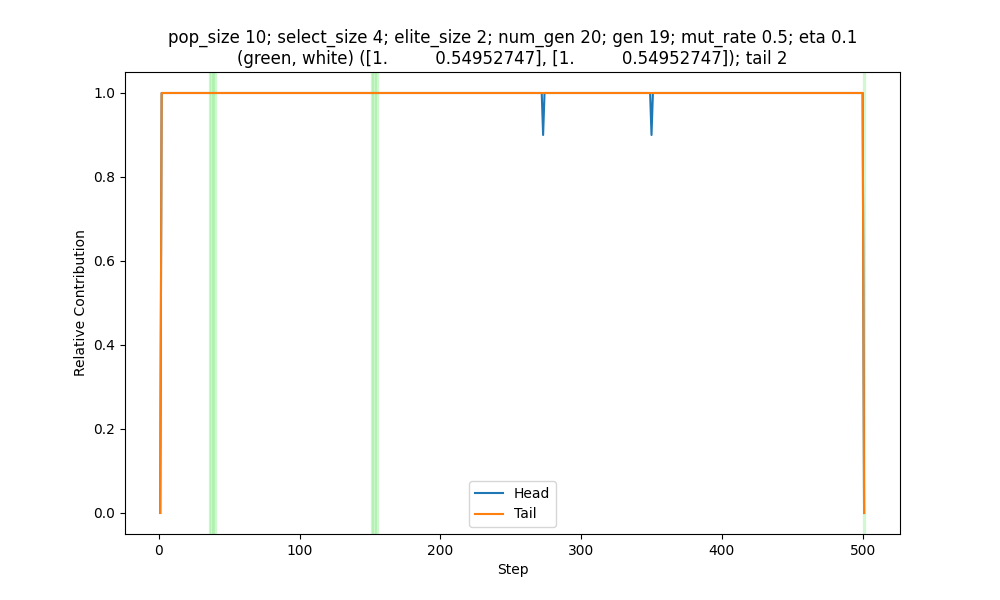 pop_size 10; select_size 4; elite_size 2; num_gen 20; gen 19; mut_rate 0.5; eta 0.1
(green, white) ([1.         0.54952747], [1.         0.54952747]); tail 2
1.0
0.8
0.6
0.4
0.2
0.0
Relative Contribution
Head
Tail
0 100 200 300 400 500
Step